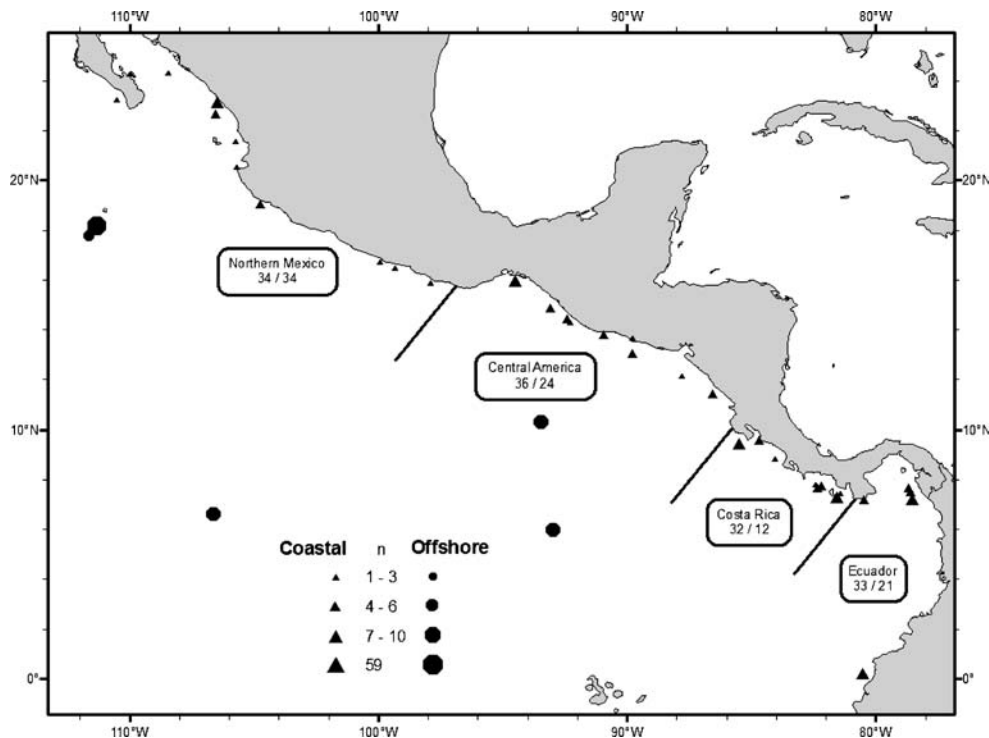 110°W 100°W 90°W 80°W
20°N 20°N
Northern Mexico
34 / 34
Central America
36 / 24
10°N 10°N
Costa Rica
32 / 12
Coastal n Offshore
Ecuador
33 / 21
1 - 3
4 - 6
7 - 10
59
0° 0°
110°W 100°W 90°W 80°W